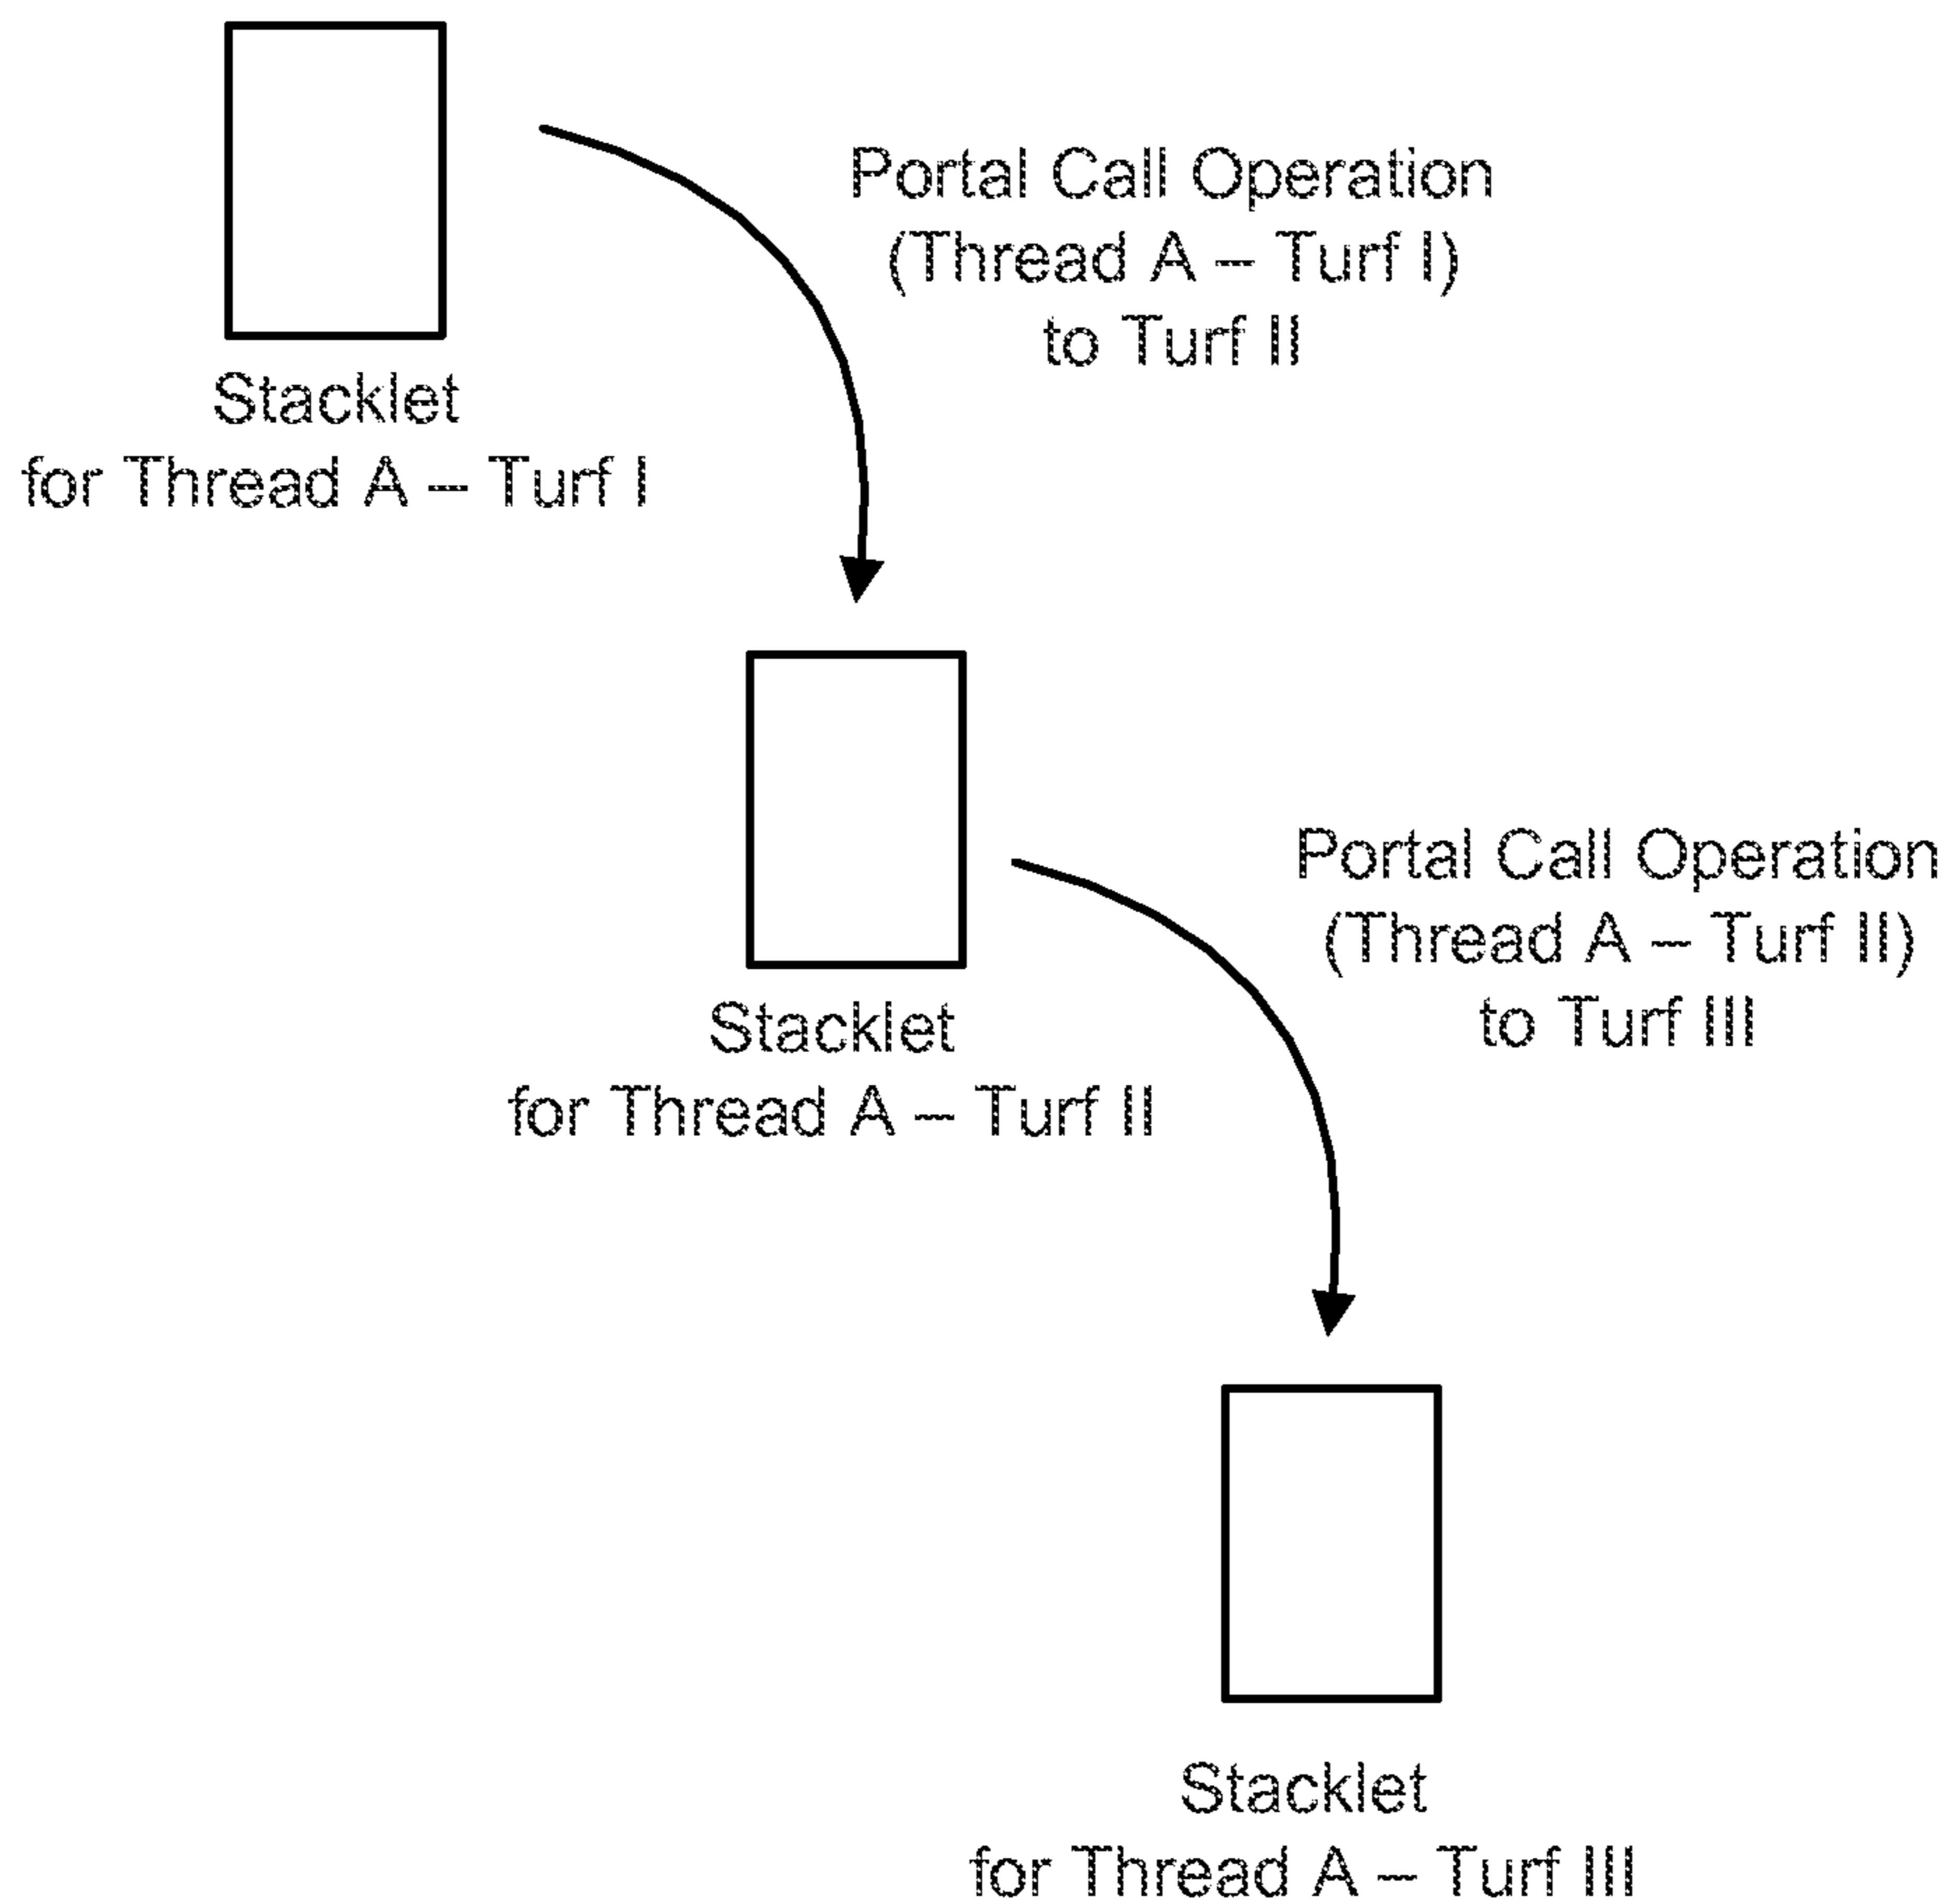 Portal Call Operation
(Thread A – Turf I)
to Turf II
Stacklet
for Thread A – Turf I
Portal Call Operation
(Thread A – Turf II)
to Turf III
Stacklet
for Thread A – Turf II
Stacklet
for Thread A – Turf III